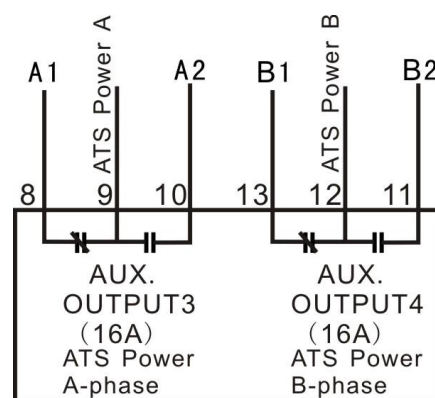 A1
ATS Power A
A2
B1
ATS Power B
B2
8
9
10
13
12
11
AUX.
OUTPUT3
(16A)
ATS Power
A-phase
AUX.
OUTPUT4
(16A)
ATS Power
B-phase